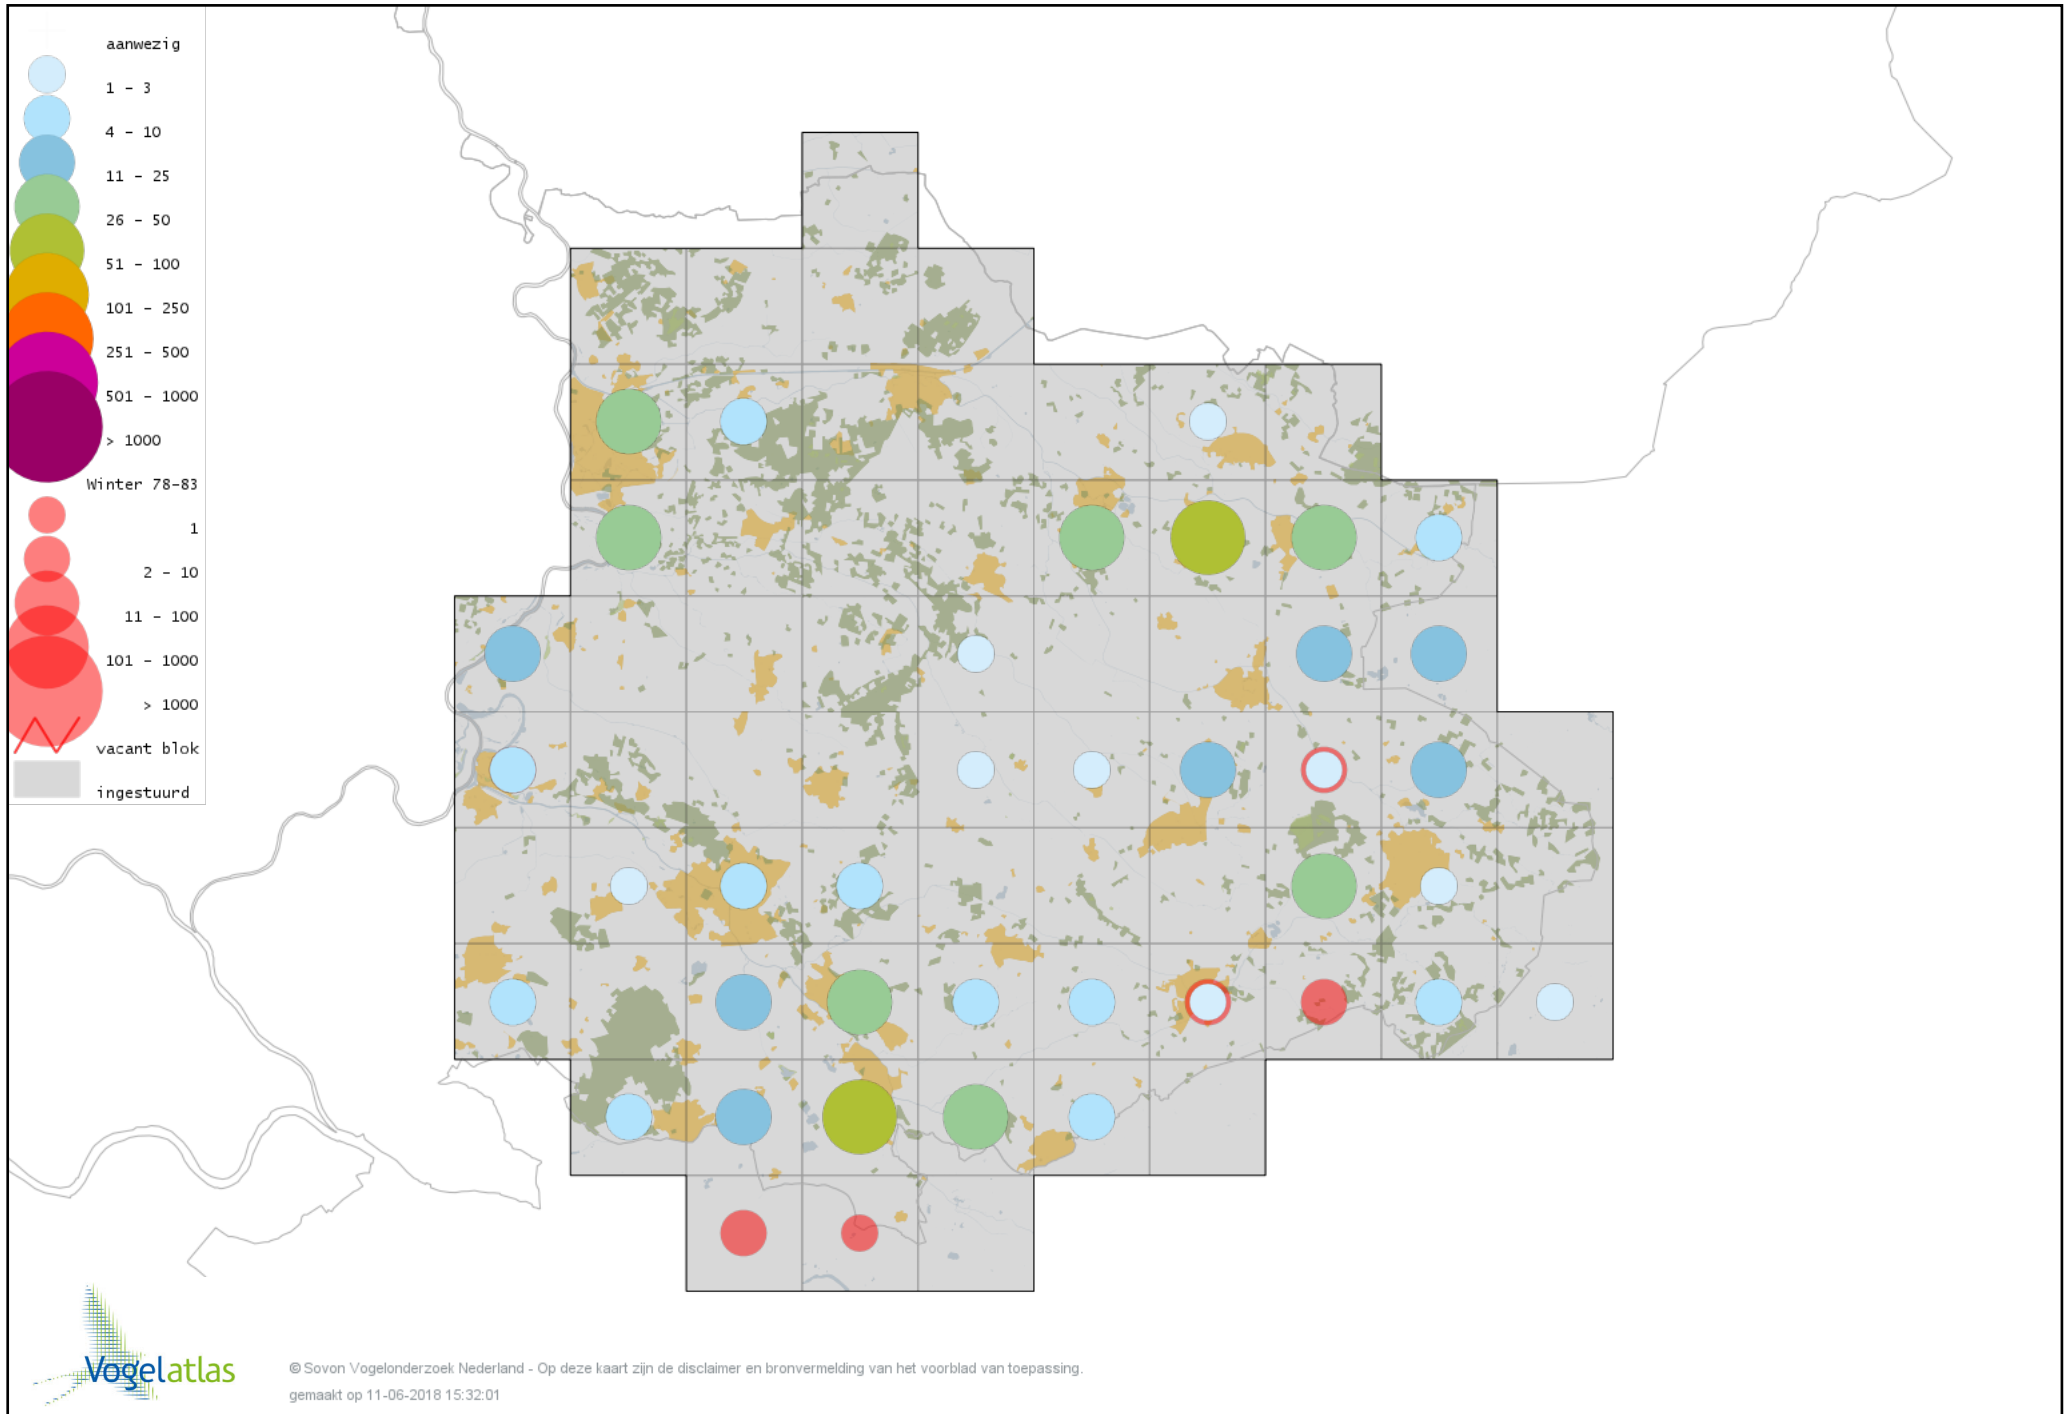 aanwezig
1 - 3
4 - 10
11 - 25
26 - 50
51 - 100
101 - 250
251 - 500
501 - 1000
> 1000
Winter 78-83
1
2 - 10
11 - 100
101 - 1000
> 1000
vacant blok
ingestuurd
Vogelatlas
© Sovon Vogelonderzoek Nederland - Op deze kaart zijn de disclaimer en bronvermelding van het voorblad van toepassing.
gemaakt op 11-06-2018 15:32:01